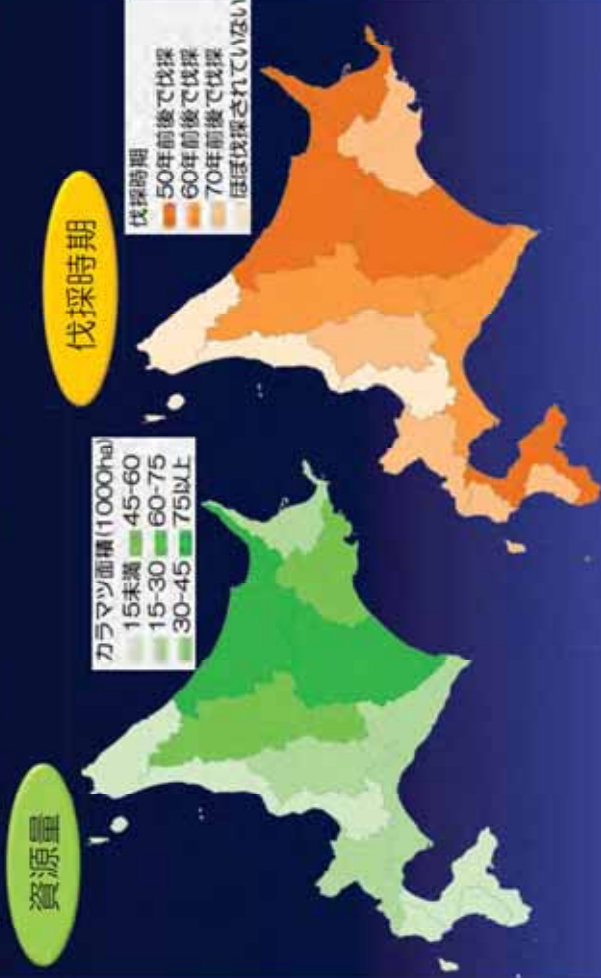 資源量
カラマツ面積(1000ha)
15未満 45-60
15-30 60-75
30-45 75以上
伐採時期
伐採時期
50年前後で伐採
60年前後で伐採
70年前後で伐採
ほぼ伐採されていない